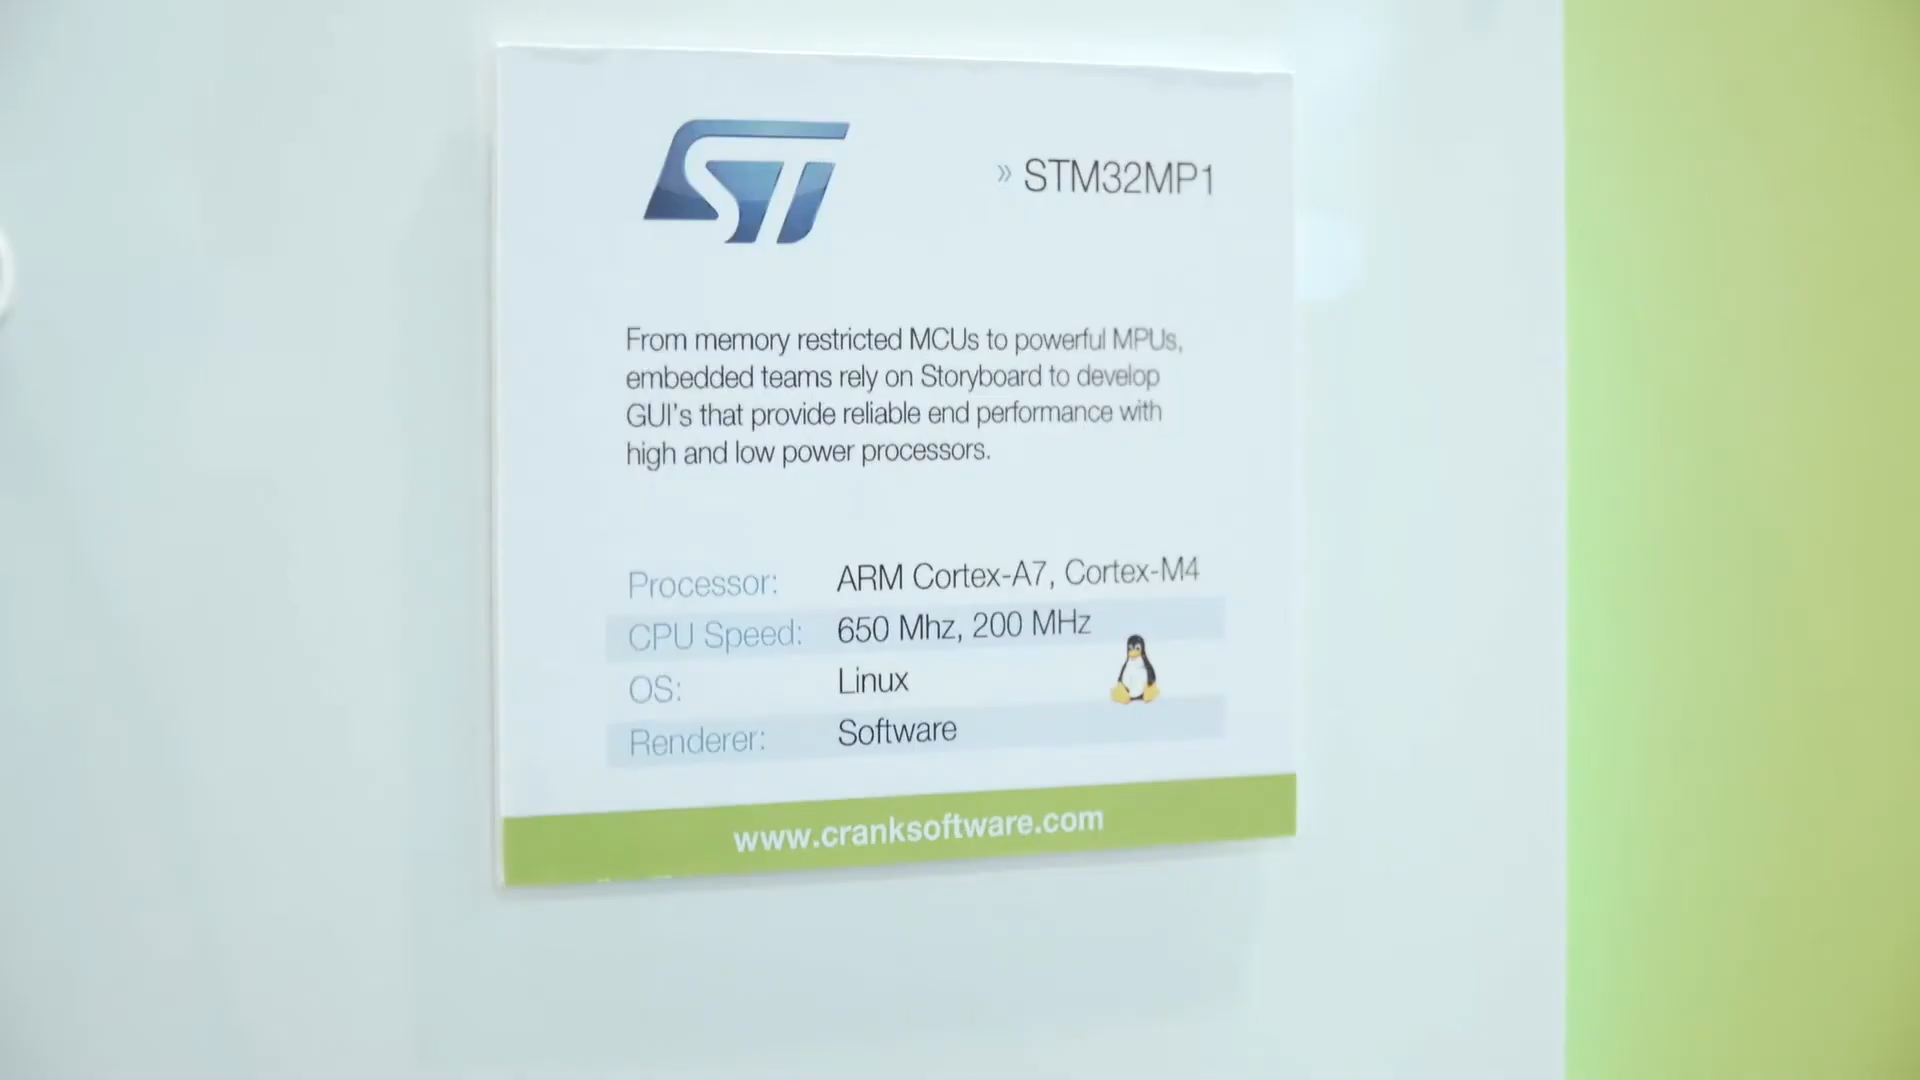 ST
» STM32MP1
From memory restricted MCUs to powerful MPUs,
embedded teams rely on Storyboard to develop
GUI's that provide reliable end performance with
high and low power processors.
Processor: ARM Cortex-A7, Cortex-M4
CPU Speed: 650 Mhz, 200 MHz
OS: Linux
Renderer: Software
www.cranksoftware.com